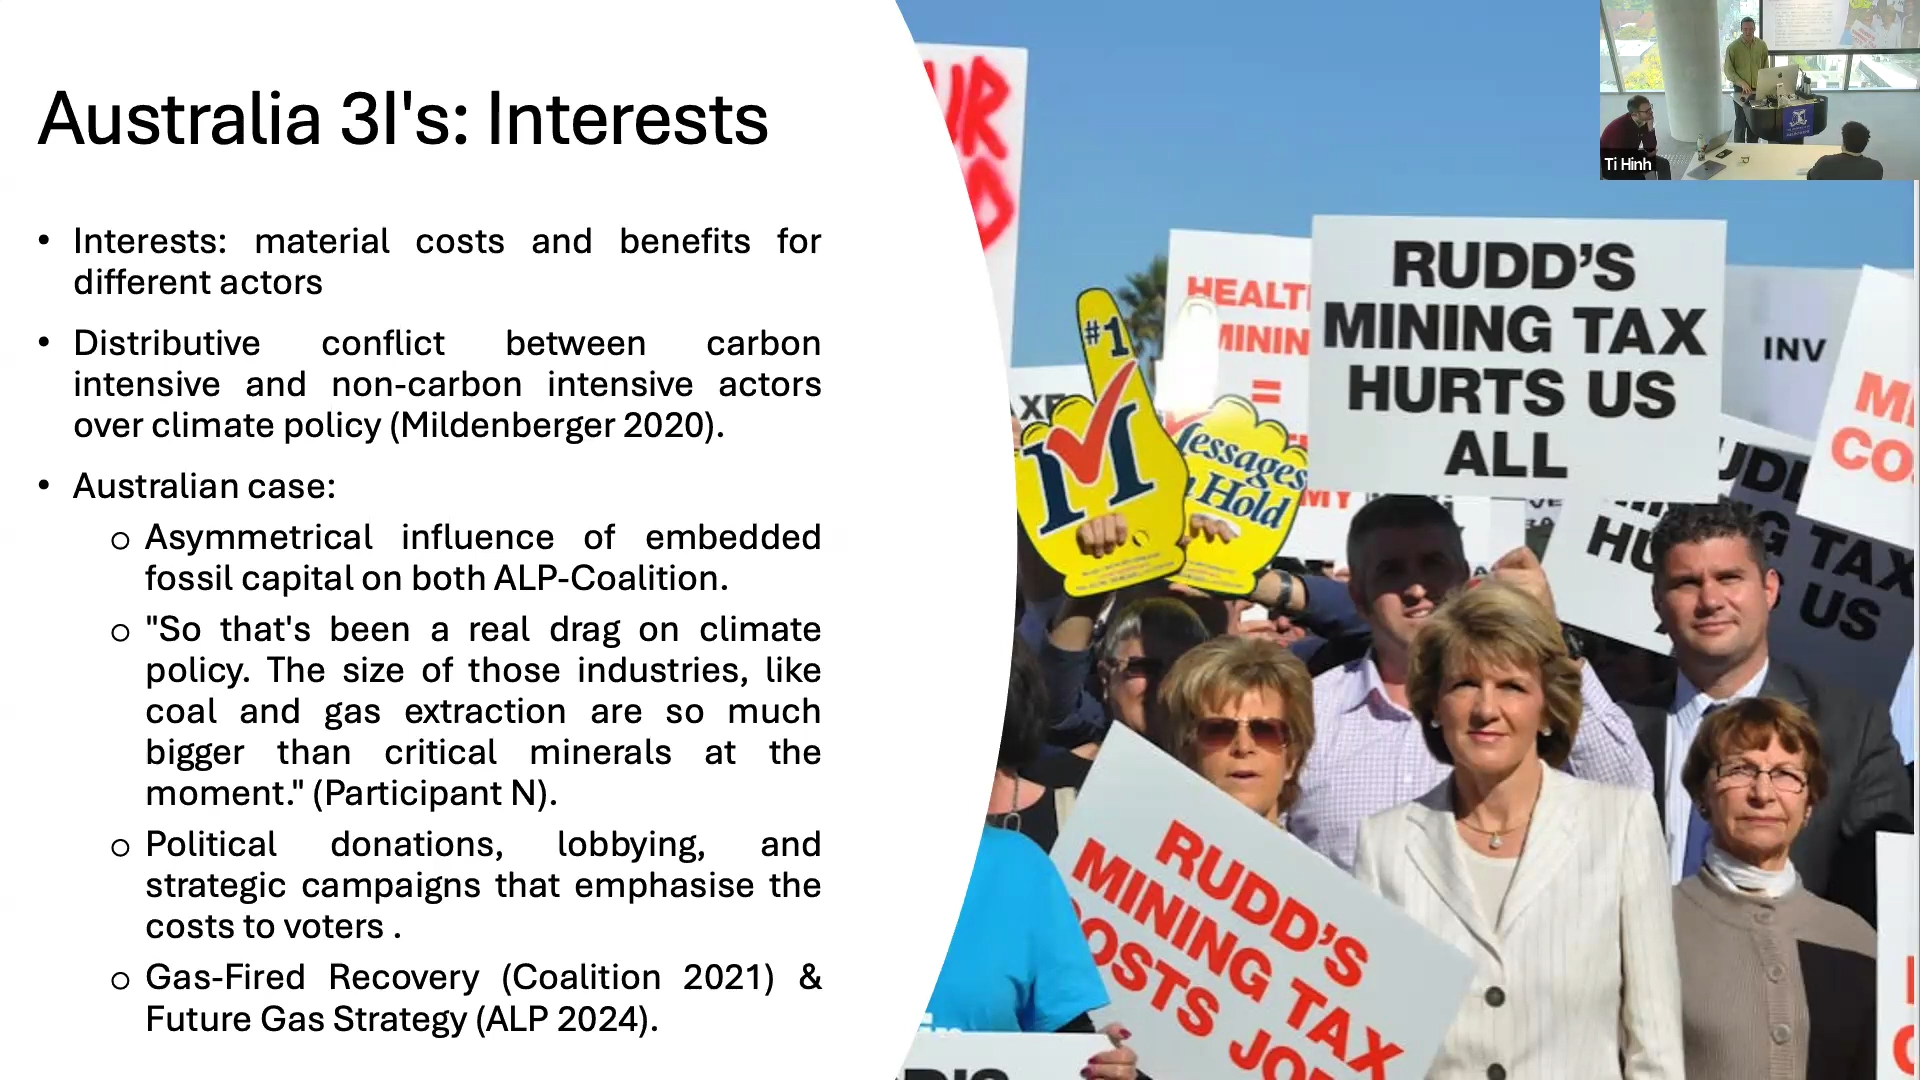 Australia 3I's: Interests
• Interests: material costs and benefits for
different actors
• Distributive conflict between carbon
intensive and non-carbon intensive actors
over climate policy (Mildenberger 2020).
• Australian case:
o Asymmetrical influence of embedded
fossil capital on both ALP-Coalition.
o "So that's been a real drag on climate
policy. The size of those industries, like
coal and gas extraction are so much
bigger than critical minerals at the
moment." (Participant N).
o Political donations, lobbying, and
strategic campaigns that emphasise the
costs to voters .
o Gas-Fired Recovery (Coalition 2021) &
Future Gas Strategy (ALP 2024).
Ti Hinh
RUDD'S
MINING TAX
HURTS US
ALL
#1
M
Messages
Hold
=
INV
TAX
US
RUDD'S
MINING TAX